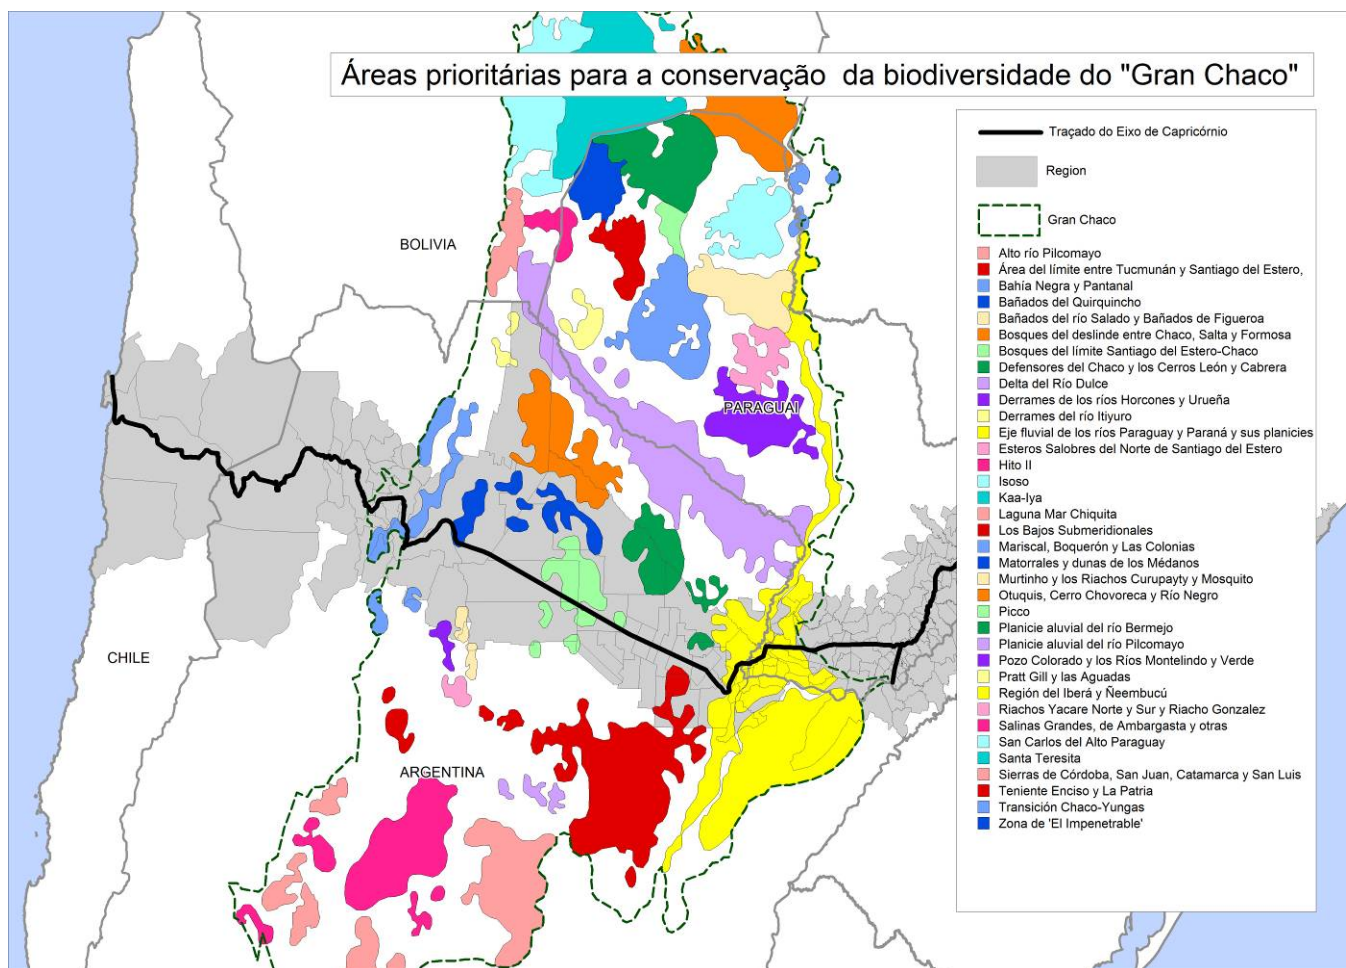 Áreas prioritárias para a conservação da biodiversidade do "Gran Chaco"
BOLIVIA
PARAGUAI
CHILE
ARGENTINA
Traçado do Eixo de Capricórnio
Region
Gran Chaco
Alto río Pilcomayo
Área del límite entre Tucmunán y Santiago del Estero,
Bahía Negra y Pantanal
Bañados del Quirquincho
Bañados del río Salado y Bañados de Figueroa
Bosques del deslinde entre Chaco, Salta y Formosa
Bosques del límite Santiago del Estero-Chaco
Defensores del Chaco y los Cerros León y Cabrera
Delta del Río Dulce
Derrames de los ríos Horcones y Urueña
Derrames del río Itiyuro
Eje fluvial de los ríos Paraguay y Paraná y sus planicies
Esteros Salobres del Norte de Santiago del Estero
Hito II
Isoso
Kaa-Iya
Laguna Mar Chiquita
Los Bajos Submeridionales
Mariscal, Boquerón y Las Colonias
Matorrales y dunas de los Médanos
Murtinho y los Riachos Curupayty y Mosquito
Otuquis, Cerro Chovoreca y Río Negro
Picco
Planicie aluvial del río Bermejo
Planicie aluvial del río Pilcomayo
Pozo Colorado y los Ríos Montelindo y Verde
Pratt Gill y las Aguadas
Región del Iberá y Ñeembucú
Riachos Yacare Norte y Sur y Riacho Gonzalez
Salinas Grandes, de Ambargasta y otras
San Carlos del Alto Paraguay
Santa Teresita
Sierras de Córdoba, San Juan, Catamarca y San Luis
Teniente Enciso y La Patria
Transición Chaco-Yungas
Zona de 'El Impenetrable'